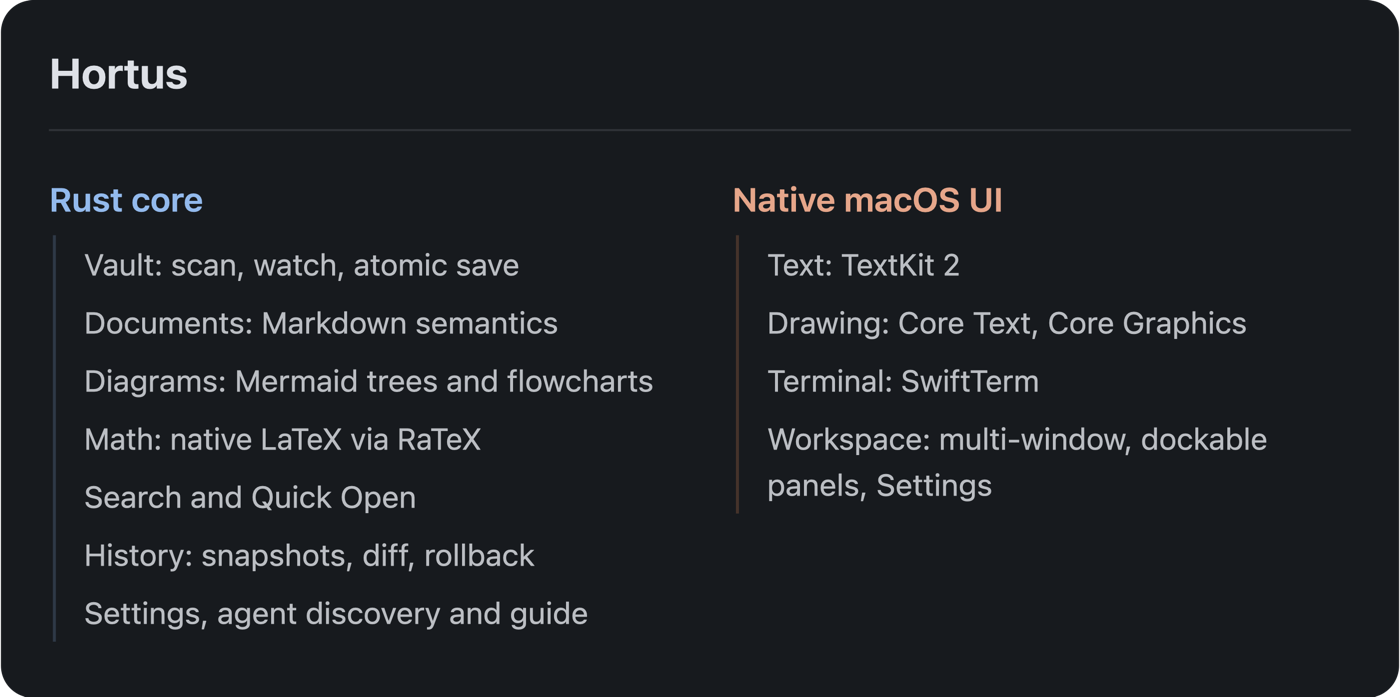 Hortus
Rust core
Vault: scan, watch, atomic save
Documents: Markdown semantics
Diagrams: Mermaid trees and flowcharts
Math: native LaTeX via RaTeX
Search and Quick Open
History: snapshots, diff, rollback
Settings, agent discovery and guide
Native macOS UI
Text: TextKit 2
Drawing: Core Text, Core Graphics
Terminal: SwiftTerm
Workspace: multi-window, dockable
panels, Settings